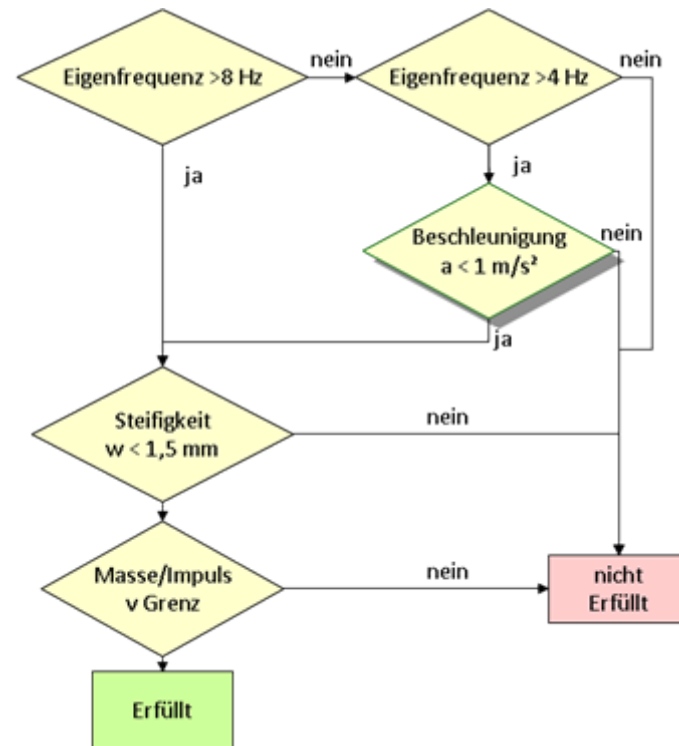 Eigenfrequenz >8 Hz
nein
Eigenfrequenz >4 Hz
nein
ja
ja
Beschleunigung
a < 1 m/s²
nein
ja
Steifigkeit
w < 1,5 mm
nein
Masse/Impuls
v Grenz
nein
nicht
Erfüllt
Erfüllt